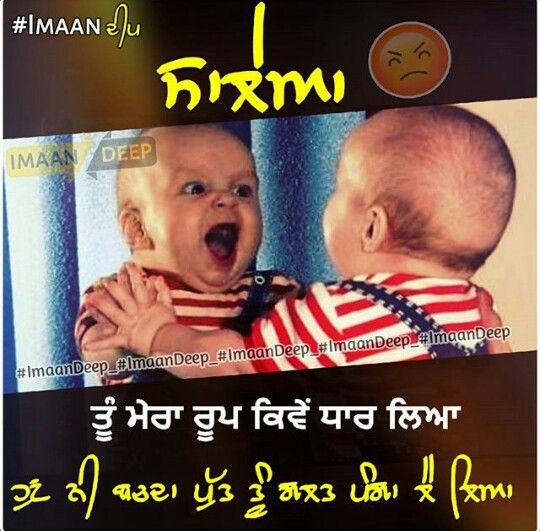 #IMAAN ਦੀਪ
ਸਾਲੇਆ
IMAAN DEEP
#ImaanDeep_#ImaanDeep_#ImaanDeep_#ImaanDeep_#ImaanDeep
ਤੂੰ ਮੇਰਾ ਰੂਪ ਕਿਵੇਂ ਧਾਰ ਲਿਆ
ਹੁਣ ਨੀ ਬਚਦਾ ਪੁੱਤ ਤੂੰ ਗਲਤ ਪੰਗਾ ਲੈ ਲਿਆ